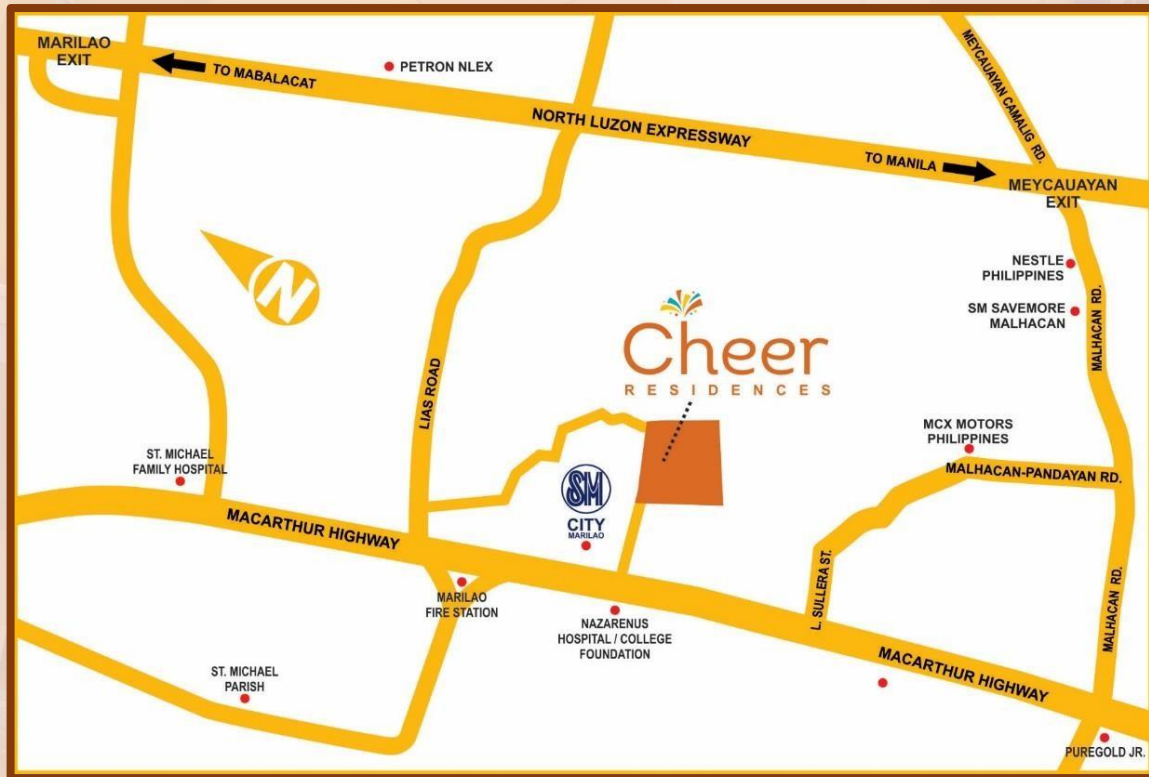 MARILAO
EXIT
TO MABALACAT
PETRON NLEX
NORTH LUZON EXPRESSWAY
TO MANILA
MEYCAUAYAN CAMALIG RD.
MEYCAUAYAN
EXIT
NESTLE
PHILIPPINES
SM SAVEMORE
MALHACAN
MALHACAN RD.
N
Cheer
RESIDENCES
LIAS ROAD
MCX MOTORS
PHILIPPINES
MALHACAN-PANDAYAN RD.
ST. MICHAEL
FAMILY HOSPITAL
SM
CITY
MARILAO
MACARTHUR HIGHWAY
L. SULLERA ST.
MALHACAN RD.
MARILAO
FIRE STATION
NAZARENUS
HOSPITAL / COLLEGE
FOUNDATION
MACARTHUR HIGHWAY
ST. MICHAEL
PARISH
PUREGOLD JR.